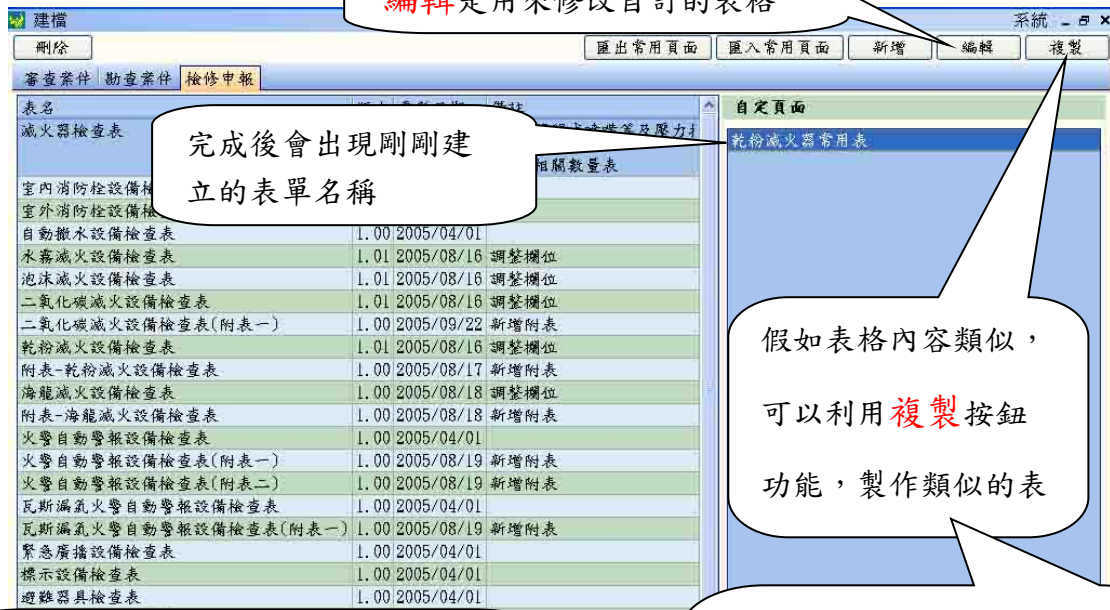 編輯是用來修改自訂的表格
建檔 系統
刪除 匯出常用頁面 匯入常用頁面 新增 編輯 複製
審查案件 勘查案件 檢修申報
表名
自定頁面
滅火器檢查表
乾粉滅火器常用表
完成後會出現剛剛建
立的表單名稱
相關數量表
室內消防栓設備檢
室外消防栓設備檢
自動撒水設備檢查表 1.00 2005/04/01
水霧滅火設備檢查表 1.01 2005/08/16 調整欄位
泡沫滅火設備檢查表 1.01 2005/08/16 調整欄位
二氧化碳滅火設備檢查表 1.01 2005/08/16 調整欄位
二氧化碳滅火設備檢查表(附表一) 1.00 2005/09/22 新增附表
乾粉滅火設備檢查表 1.01 2005/08/16 調整欄位
附表-乾粉滅火設備檢查表 1.00 2005/08/17 新增附表
海龍滅火設備檢查表 1.00 2005/08/18 調整欄位
附表-海龍滅火設備檢查表 1.00 2005/08/18 新增附表
火警自動警報設備檢查表 1.00 2005/04/01
火警自動警報設備檢查表(附表一) 1.00 2005/08/19 新增附表
火警自動警報設備檢查表(附表二) 1.00 2005/08/19 新增附表
瓦斯漏氣火警自動警報設備檢查表 1.00 2005/04/01
瓦斯漏氣火警自動警報設備檢查表(附表一) 1.00 2005/08/19 新增附表
緊急廣播設備檢查表 1.00 2005/04/01
標示設備檢查表 1.00 2005/04/01
避難器具檢查表 1.00 2005/04/01
假如表格內容類似，
可以利用複製按鈕
功能，製作類似的表